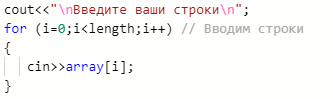 cout<<"\nВведите ваши строки\n";
for (i=0;i<length;i++) // Вводим строки
{
cin>>array[i];
}